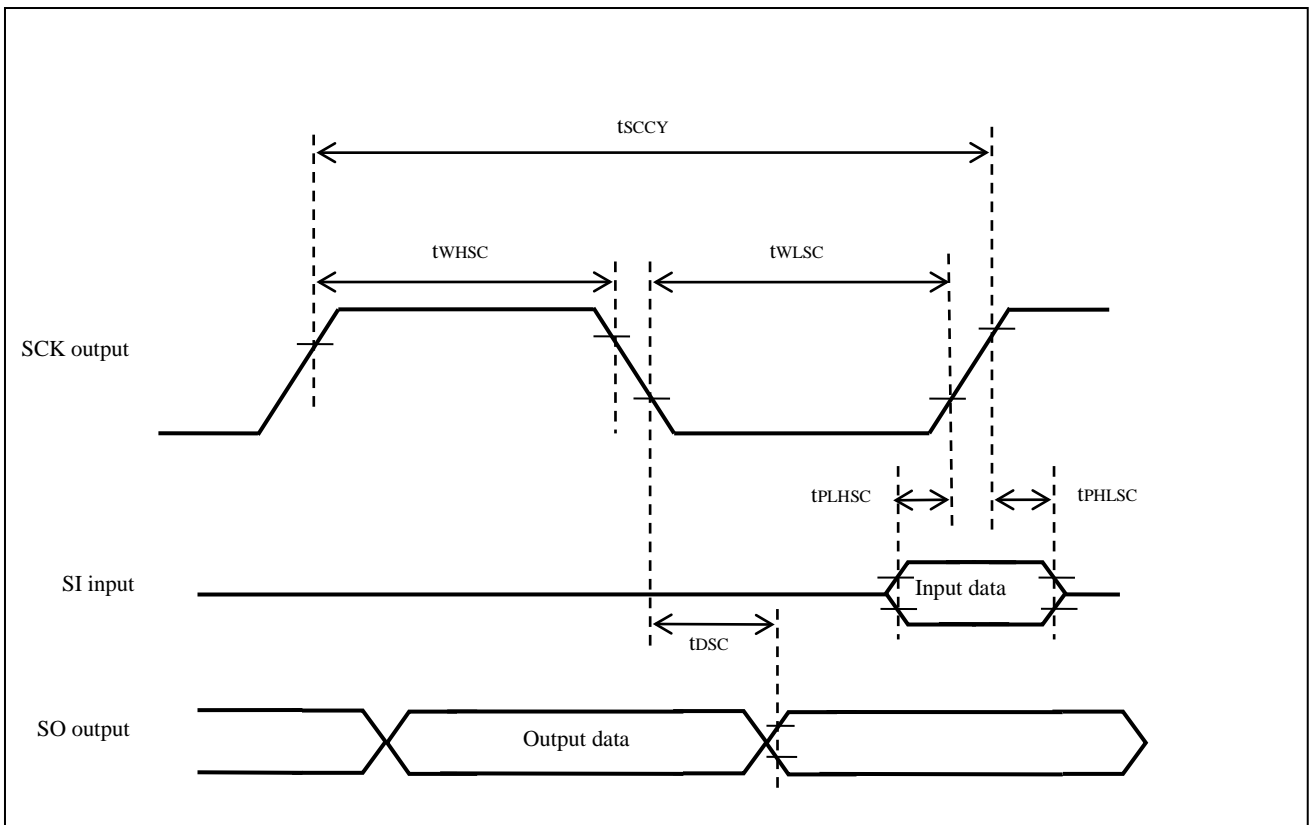 tSCCY
tWHSC
tWLSC
SCK output
tPLHSC
tPHLSC
SI input
Input data
tDSC
SO output
Output data